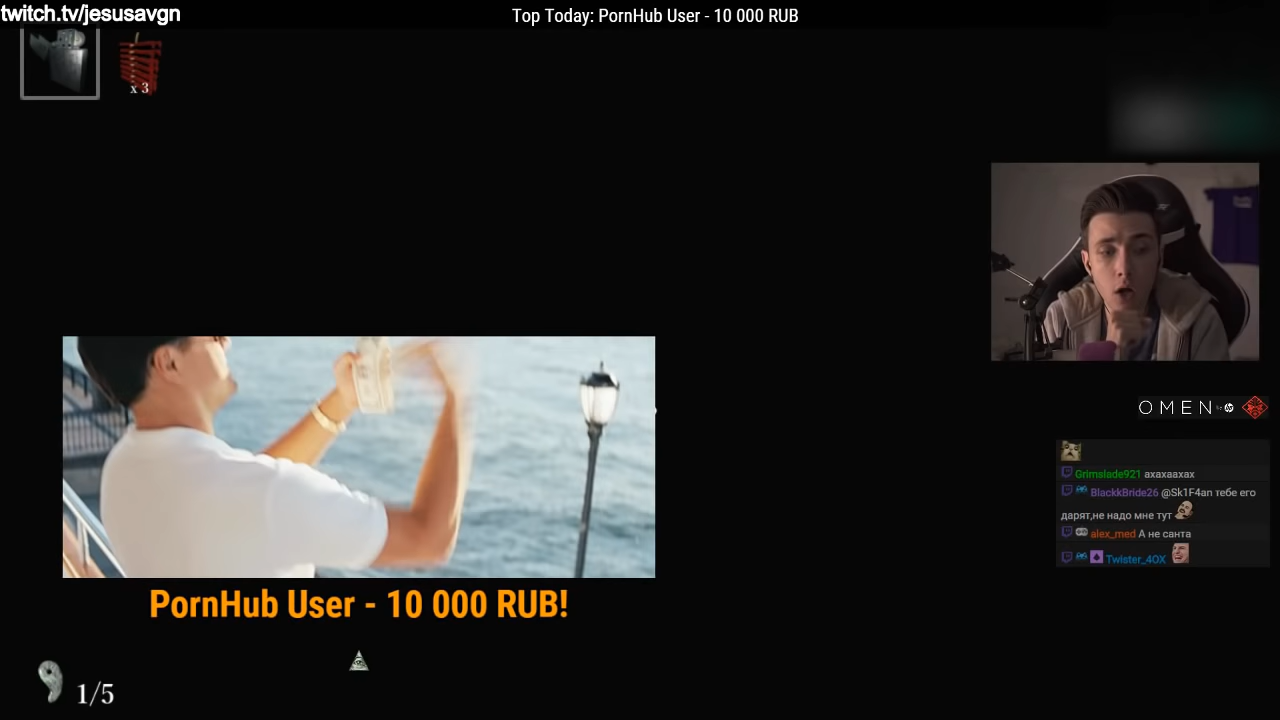 twitch.tv/jesusavgn
Top Today: PornHub User - 10 000 RUB
x 3
OMEN
Grimslade921 ахахаахах
BlackkBride26 @Sk1F4an тебе его
дарят,не надо мне тут
alex_med А не санта
Twister_4OX
PornHub User - 10 000 RUB!
1/5